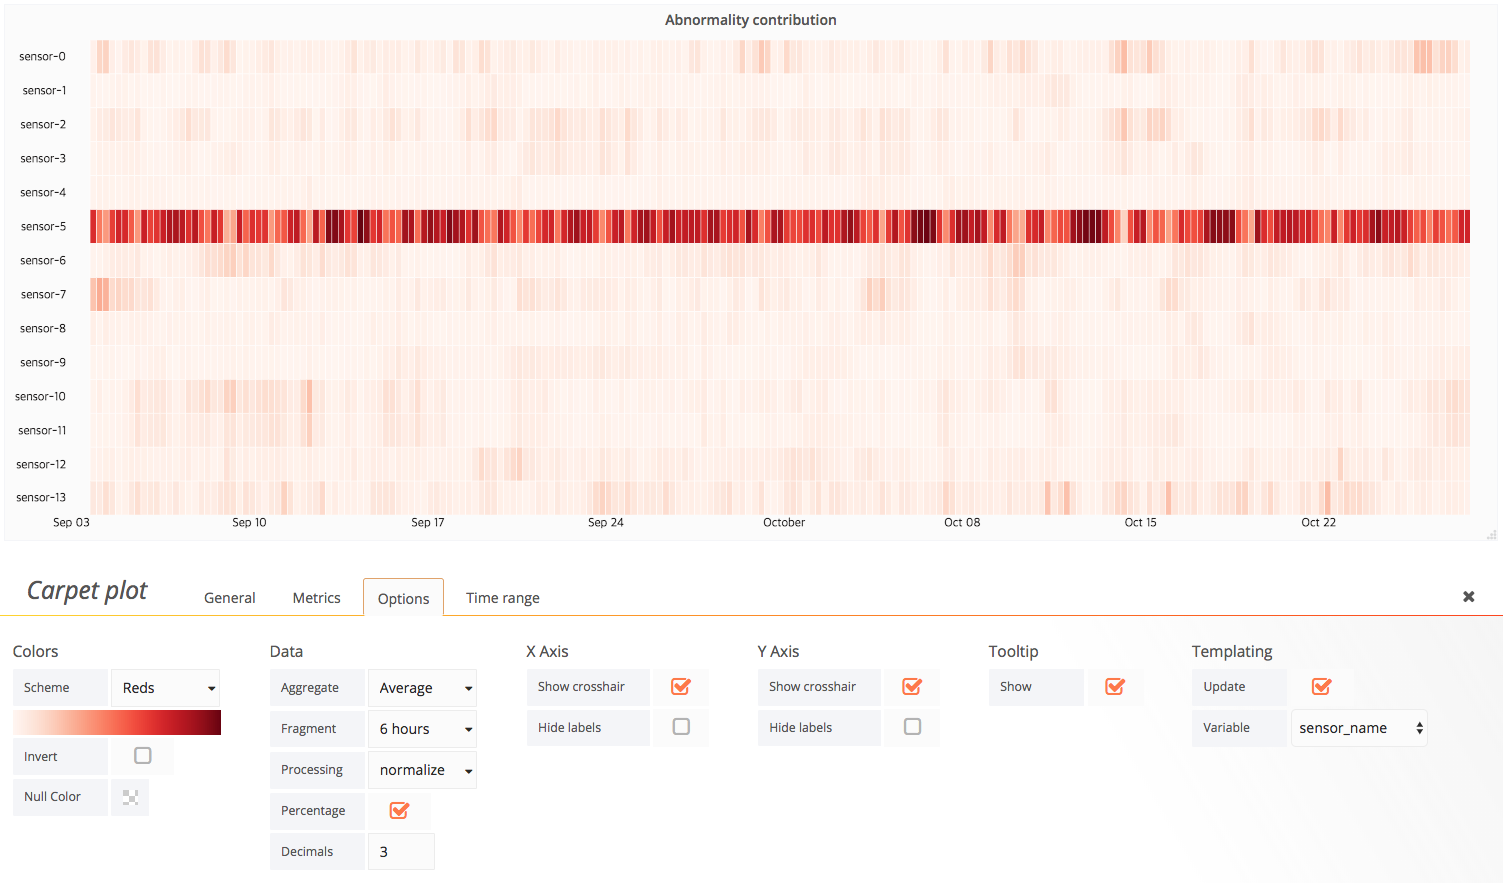 Abnormality contribution
sensor-0
sensor-1
sensor-2
sensor-3
sensor-4
sensor-5
sensor-6
sensor-7
sensor-8
sensor-9
sensor-10
sensor-11
sensor-12
sensor-13
Sep 03 Sep 10 Sep 17 Sep 24 October Oct 08 Oct 15 Oct 22
Carpet plot General Metrics Options Time range
Colors Data X Axis Y Axis Tooltip Templating
Scheme Reds Aggregate Average Show crosshair Show crosshair Show Update
Fragment 6 hours Hide labels Hide labels Variable sensor_name
Invert Processing normalize
Null Color Percentage
Decimals 3